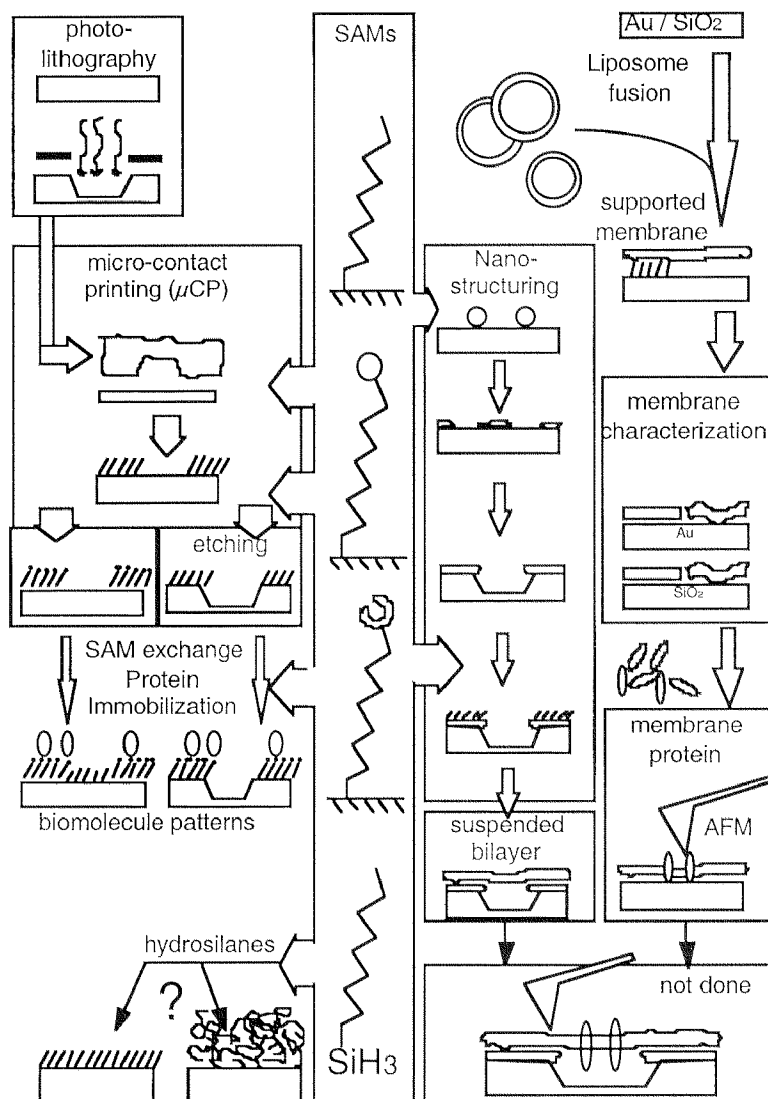 photo-
lithography
micro-contact
printing (µCP)
etching
SAM exchange
Protein
Immobilization
biomolecule patterns
hydrosilanes
?
SAMs
SiH3
Nano-
structuring
suspended
bilayer
Au / SiO2
Liposome
fusion
supported
membrane
membrane
characterization
Au
SiO2
membrane
protein
AFM
not done